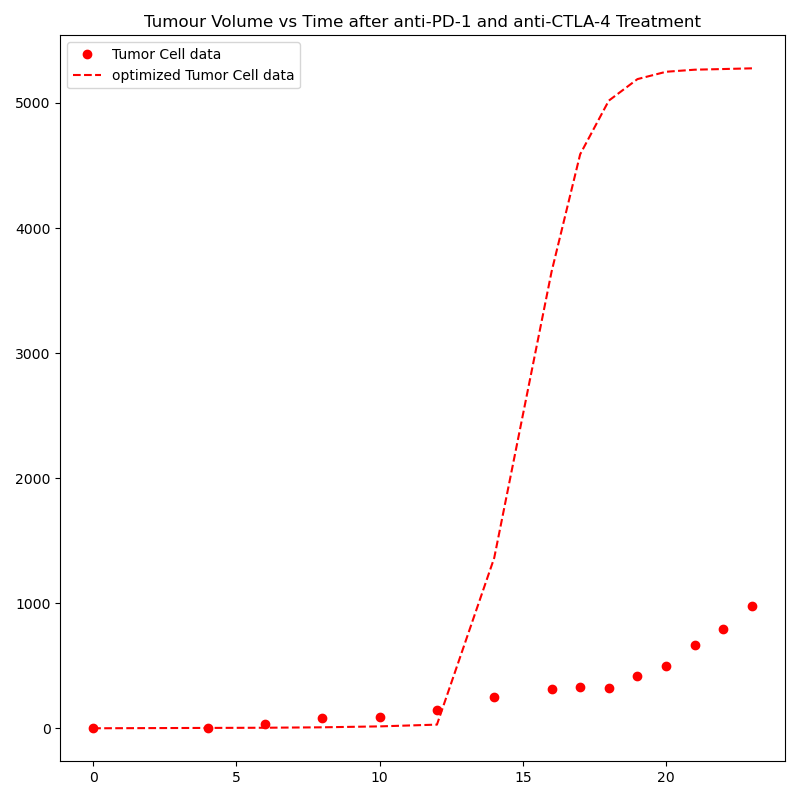 Tumour Volume vs Time after anti-PD-1 and anti-CTLA-4 Treatment
Tumor Cell data
optimized Tumor Cell data
5000
4000
3000
2000
1000
0
0 5 10 15 20